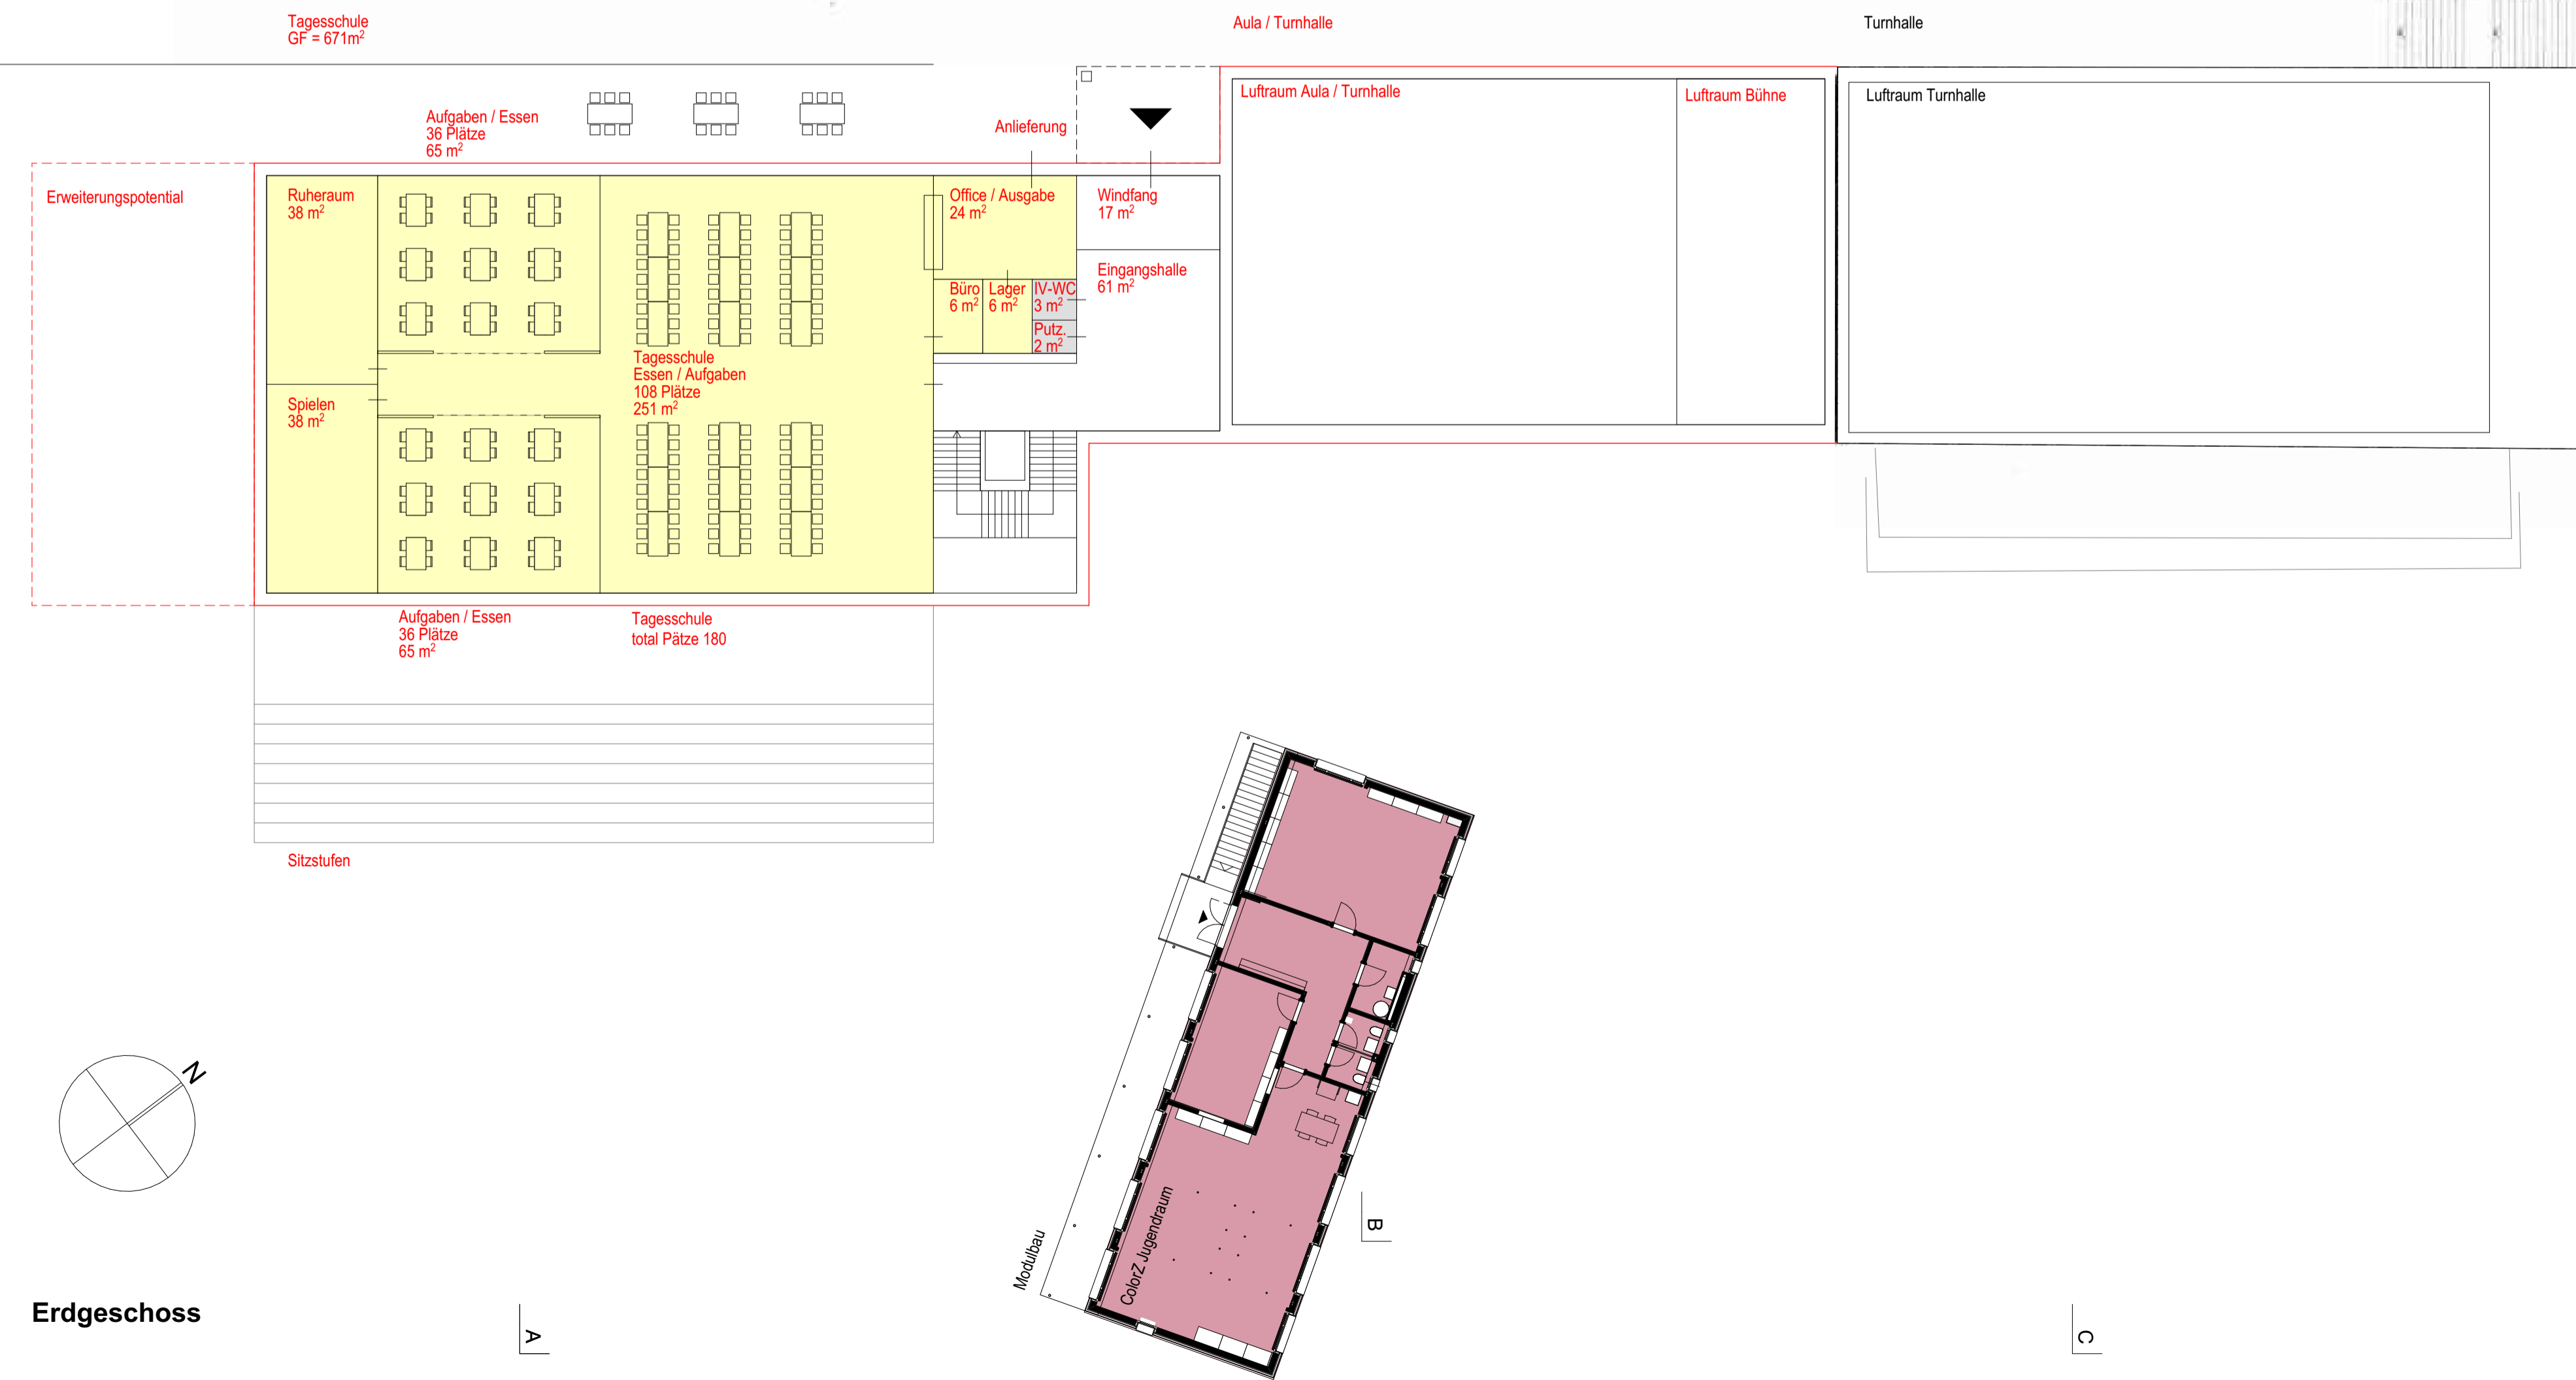 Tagesschule
GF = 671m²
Aula / Turnhalle
Turnhalle
Aufgaben / Essen
36 Plätze
65 m²
Anlieferung
Luftraum Aula / Turnhalle
Luftraum Bühne
Luftraum Turnhalle
Erweiterungspotential
Ruheraum
38 m²
Office / Ausgabe
24 m²
Windfang
17 m²
Eingangshalle
61 m²
Büro
6 m²
Lager
6 m²
IV-WC
3 m²
Putz.
2 m²
Tagesschule
Essen / Aufgaben
108 Plätze
251 m²
Spielen
38 m²
Aufgaben / Essen
36 Plätze
65 m²
Tagesschule
total Pätze 180
Sitzstufen
N
Modulbau
ColorZ Jugendraum
B
Erdgeschoss
A
C